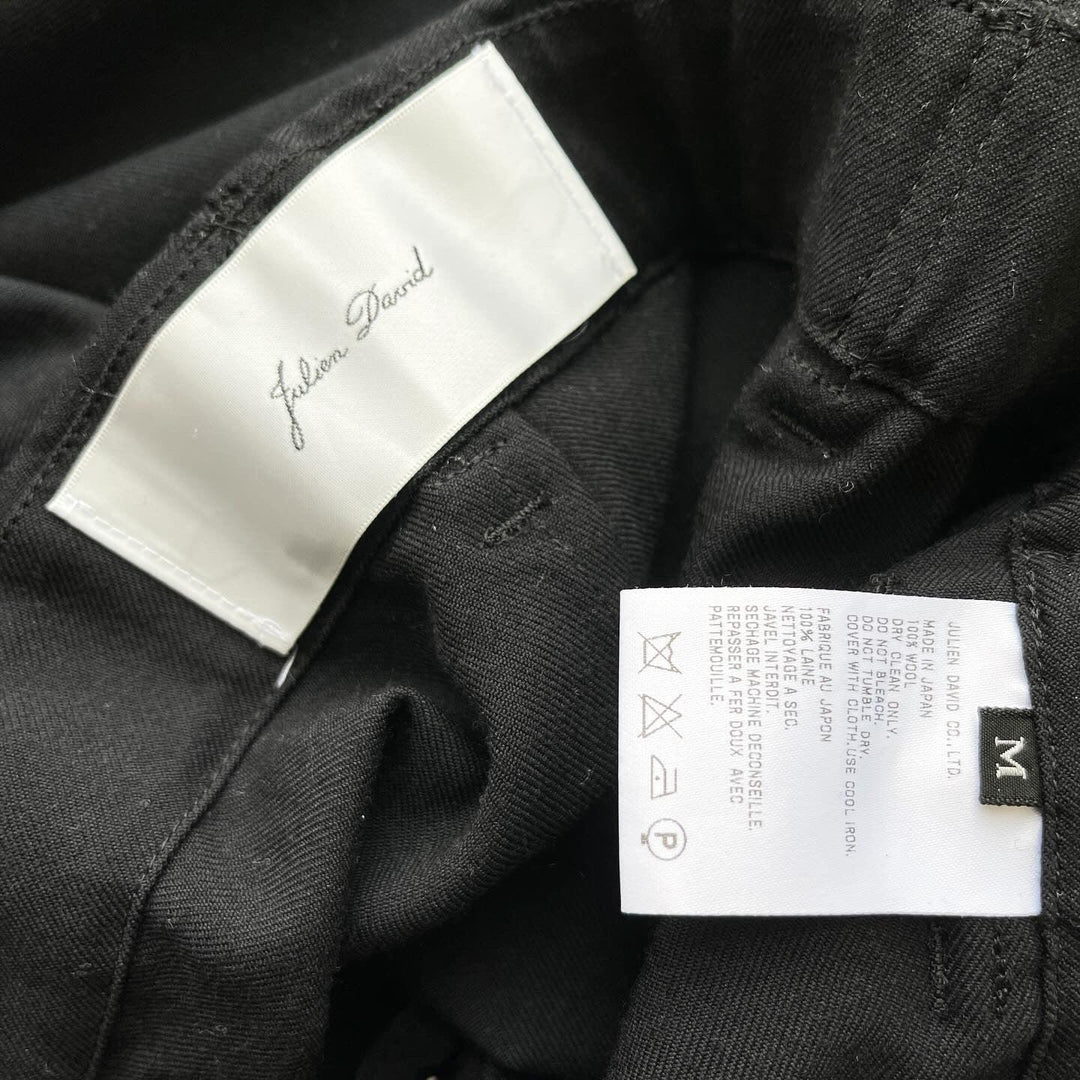 Julien David
JULIEN DAVID CO.,LTD.
MADE IN JAPAN
100% WOOL
DRY CLEAN ONLY.
DO NOT BLEACH.
DO NOT TUMBLE DRY.
COVER WITH CLOTH.USE COOL IRON.
FABRIQUE AU JAPON
100% LAINE
NETTOYAGE A SEC.
JAVEL INTERDIT.
SECHAGE MACHINE DECONSEILLE.
REPASSER A FER DOUX AVEC
PATTEMOUILLE.
P
M